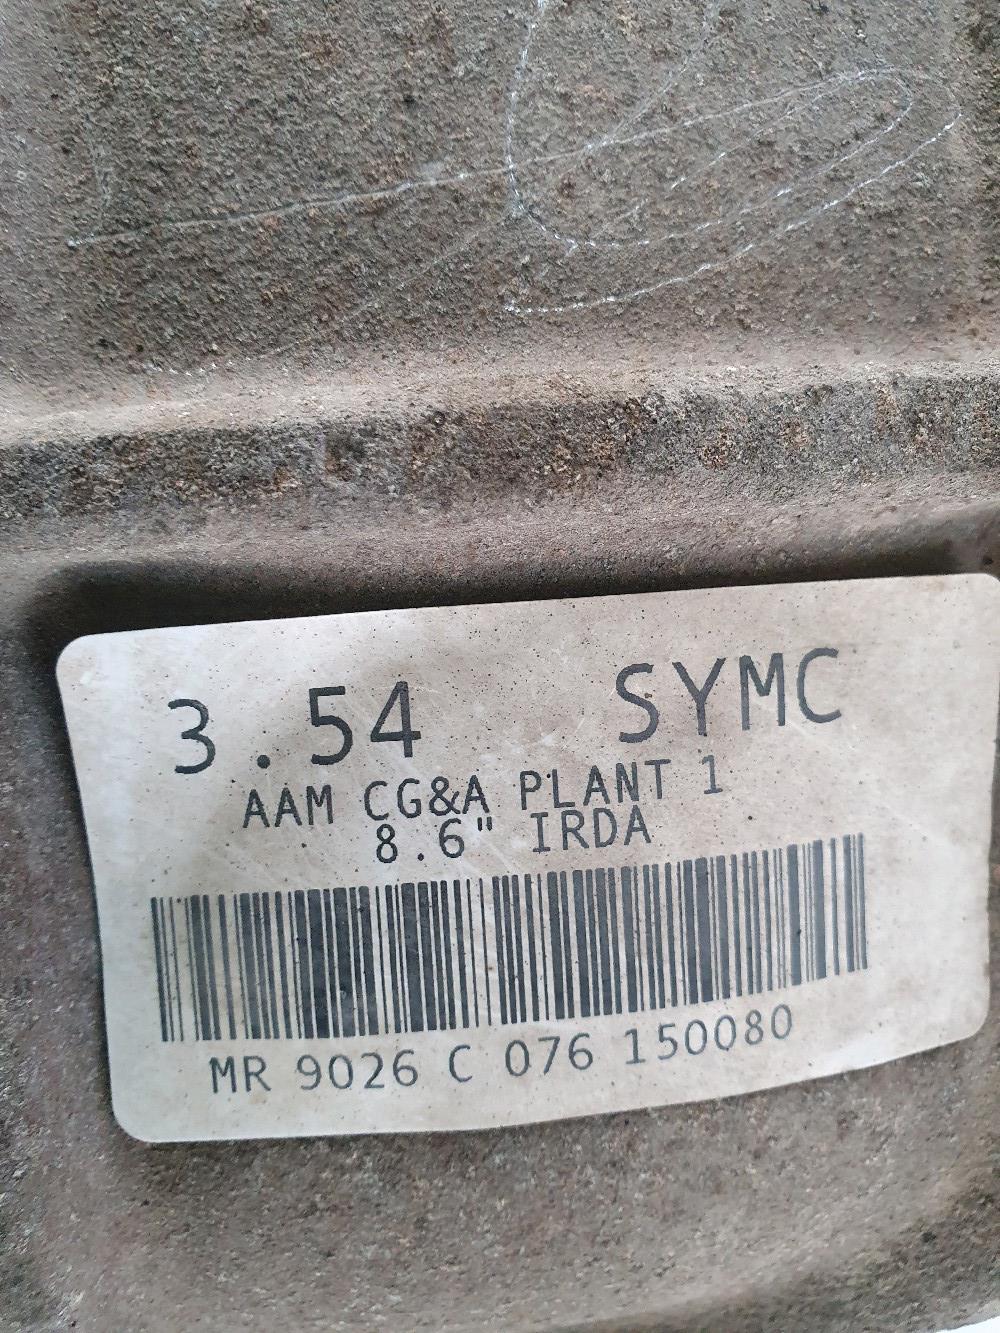 3.54 SYMC
AAM CG&A PLANT 1
8.6" IRDA
MR 9026 C 076 150080